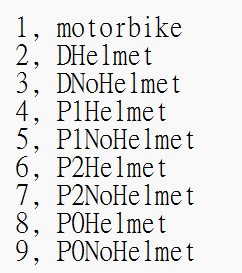 1, motorbike
2, DHelmet
3, DNoHelmet
4, P1Helmet
5, P1NoHelmet
6, P2Helmet
7, P2NoHelmet
8, P0Helmet
9, P0NoHelmet